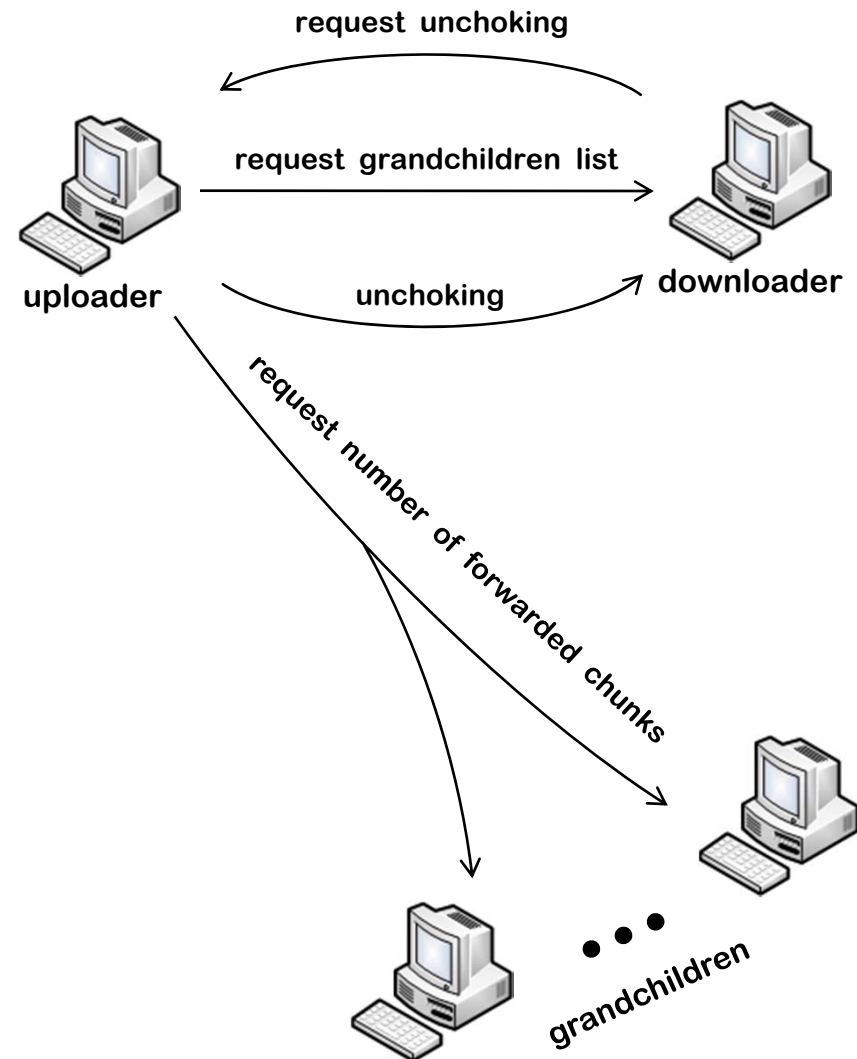 request unchoking
request grandchildren list
uploader
unchoking
downloader
request number of forwarded chunks
grandchildren